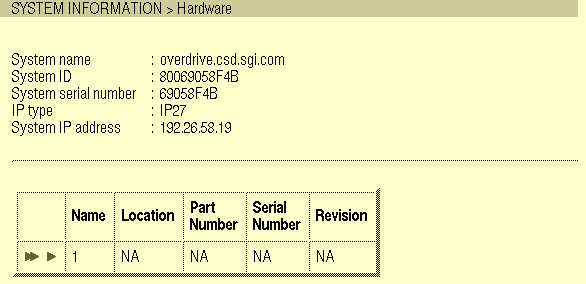 SYSTEM INFORMATION > Hardware
System name : overdrive.csd.sgi.com
System ID : 80069058F4B
System serial number : 69058F4B
IP type : IP27
System IP address : 192.26.58.19
Name Location Part Number Serial Number Revision
1 NA NA NA NA